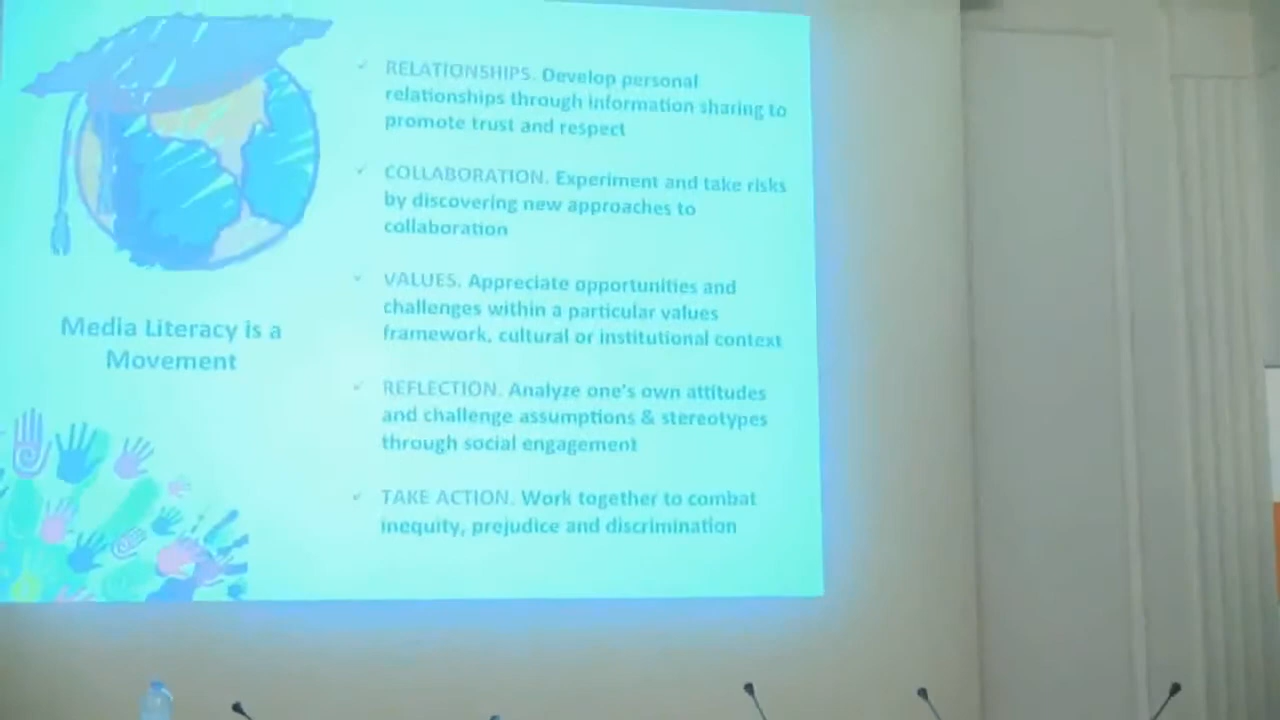 Media Literacy is a
Movement
RELATIONSHIPS. Develop personal
relationships through information sharing to
promote trust and respect
COLLABORATION. Experiment and take risks
by discovering new approaches to
collaboration
VALUES. Appreciate opportunities and
challenges within a particular values
framework, cultural or institutional context
REFLECTION. Analyze one's own attitudes
and challenge assumptions & stereotypes
through social engagement
TAKE ACTION. Work together to combat
inequity, prejudice and discrimination